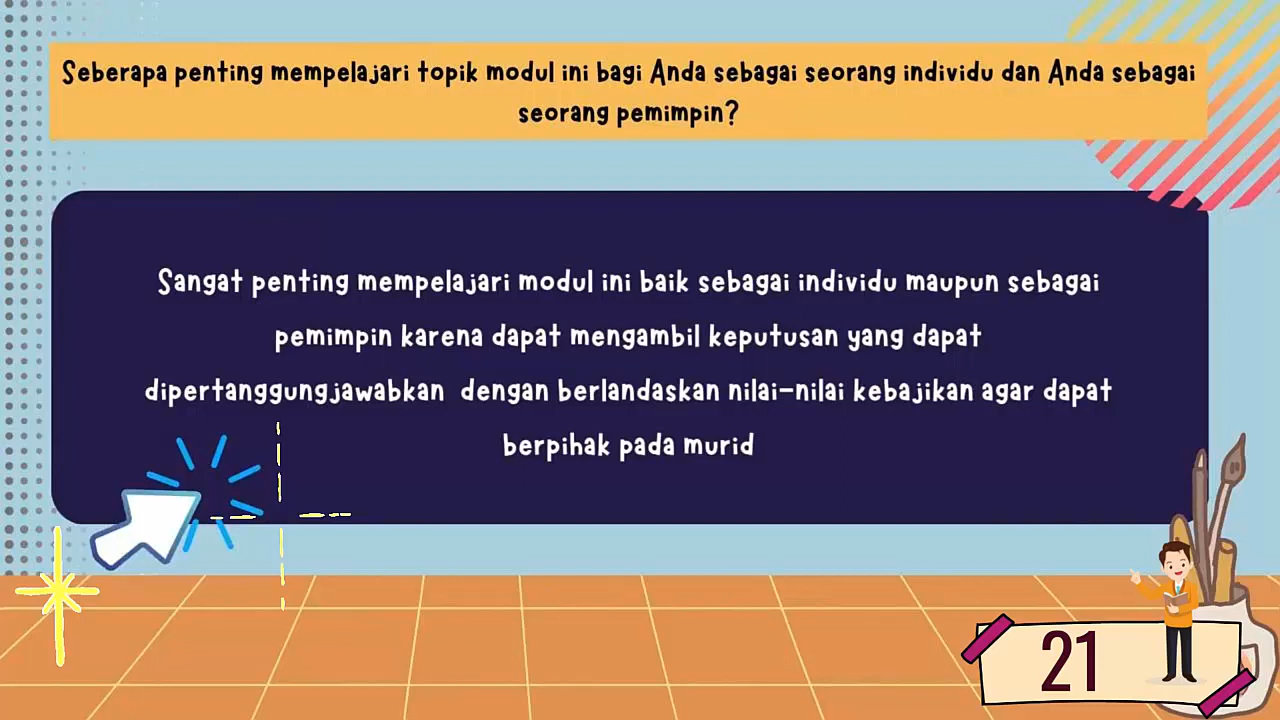 Seberapa penting mempelajari topik modul ini bagi Anda sebagai seorang individu dan Anda sebagai
seorang pemimpin?
Sangat penting mempelajari modul ini baik sebagai individu maupun sebagai
pemimpin karena dapat mengambil keputusan yang dapat
dipertanggungjawabkan dengan berlandaskan nilai-nilai kebajikan agar dapat
berpihak pada murid
21